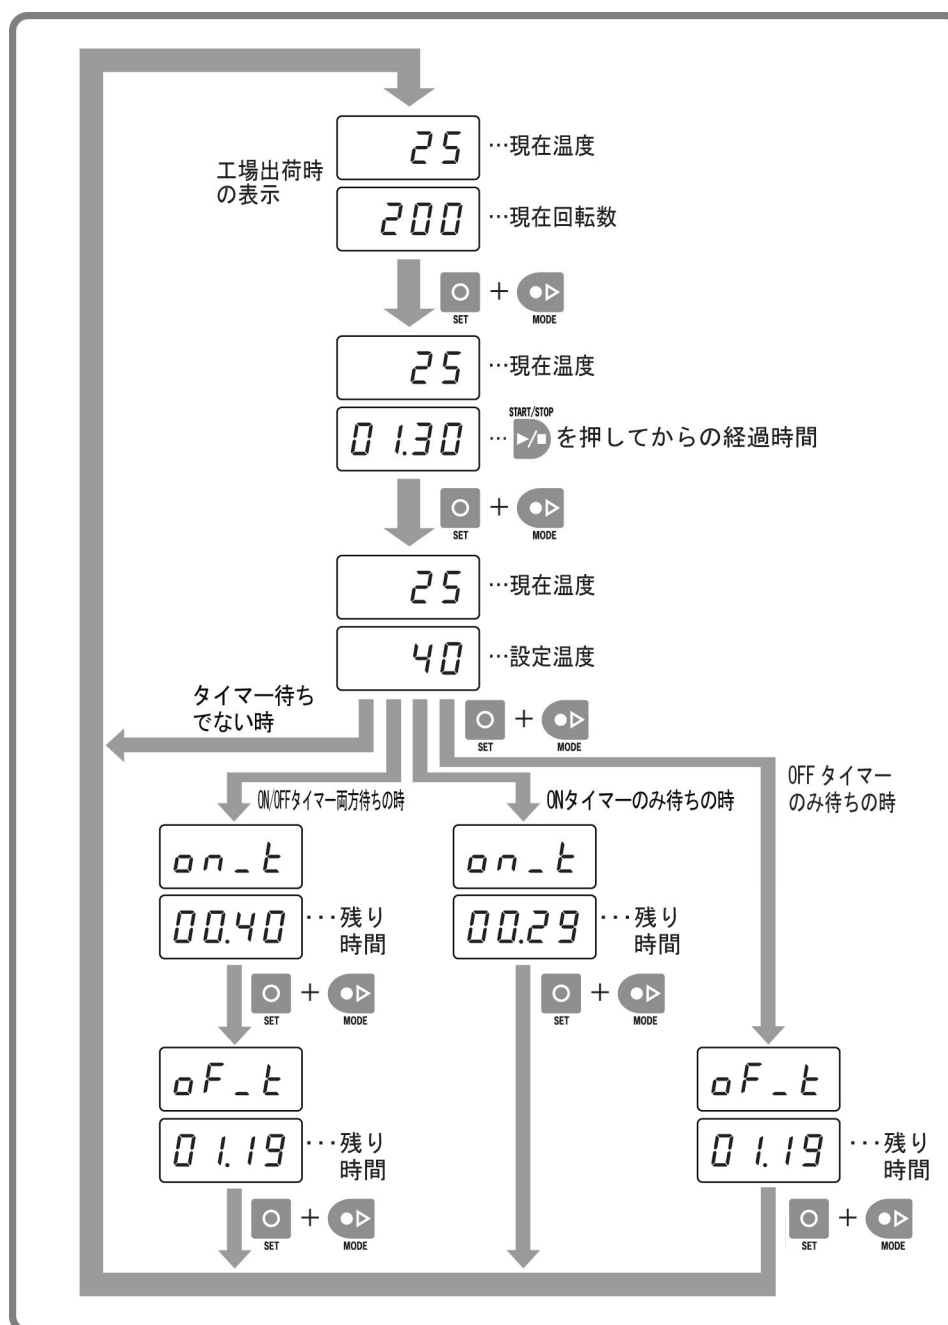 25
…現在温度
工場出荷時
の表示
200
…現在回転数
+
SET
MODE
25
…現在温度
START/STOP
01.30
…を押してからの経過時間
+
SET
MODE
25
…現在温度
40
…設定温度
タイマー待ち
でない時
+
SET
MODE
ON/OFFタイマー両方待ちの時
ONタイマーのみ待ちの時
OFF タイマー
のみ待ちの時
on_t
00.40
…残り
時間
+
SET
MODE
oF_t
01.19
…残り
時間
+
SET
MODE
on_t
00.29
…残り
時間
+
SET
MODE
oF_t
01.19
…残り
時間
+
SET
MODE